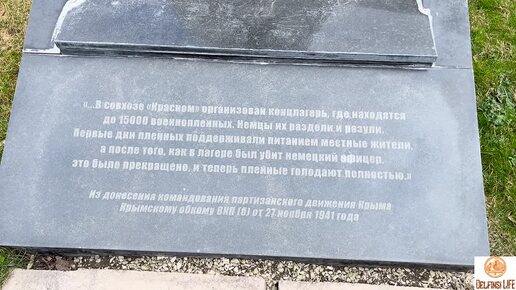 «...В совхозе «Красном» организован концлагерь, где находятся
до 15000 военнопленных. Немцы их раздели и разули.
Первые дни пленных поддерживали питанием местные жители,
а после того, как в лагере был убит немецкий офицер,
это было прекращено, и теперь пленные голодают полностью.»
Из донесения командования партизанского движения Крыма
Крымскому обкому ВКП (б) от 27 ноября 1941 года
DELFINSI LIFE